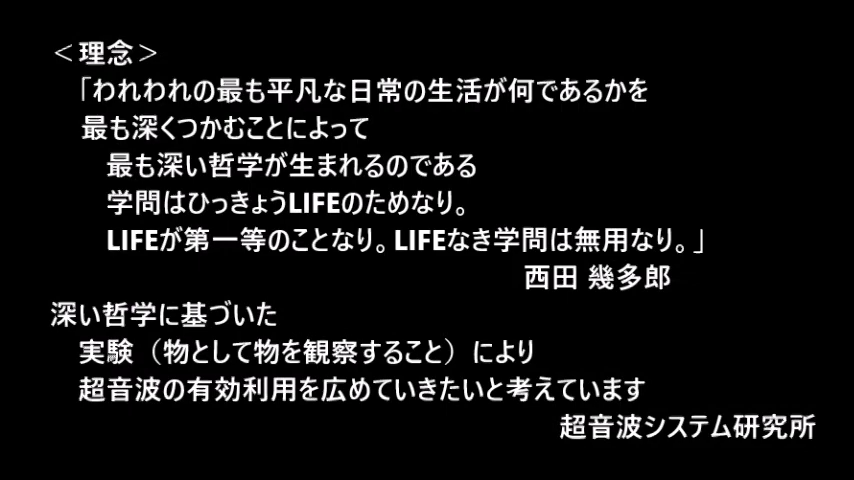 ＜理念＞
「われわれの最も平凡な日常の生活が何であるかを
最も深くつかむことによって
最も深い哲学が生まれるのである
学問はひっきょうLIFEのためなり。
LIFEが第一等のことなり。LIFEなき学問は無用なり。」
西田 幾多郎
深い哲学に基づいた
実験（物として物を観察すること）により
超音波の有効利用を広めていきたいと考えています
超音波システム研究所